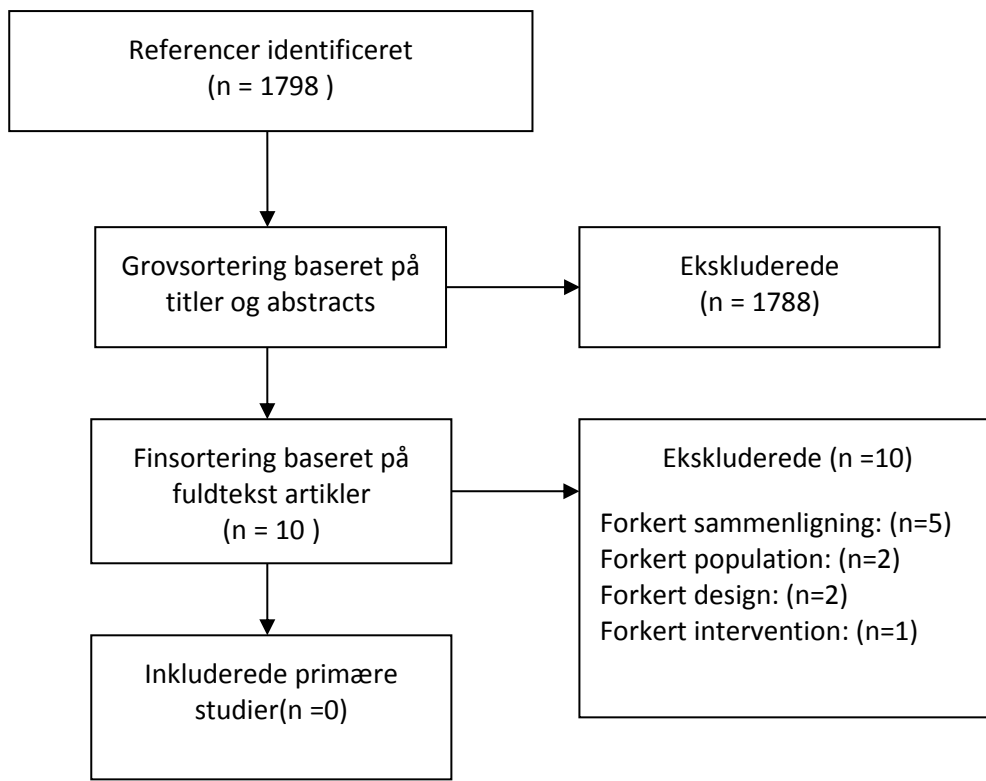 Referencer identificeret
(n = 1798 )
Grovsortering baseret på
titler og abstracts
Ekskluderede
(n = 1788)
Finsortering baseret på
fuldtekst artikler
(n = 10 )
Ekskluderede (n =10)
Forkert sammenligning: (n=5)
Forkert population: (n=2)
Forkert design: (n=2)
Forkert intervention: (n=1)
Inkluderede primære
studier(n =0)